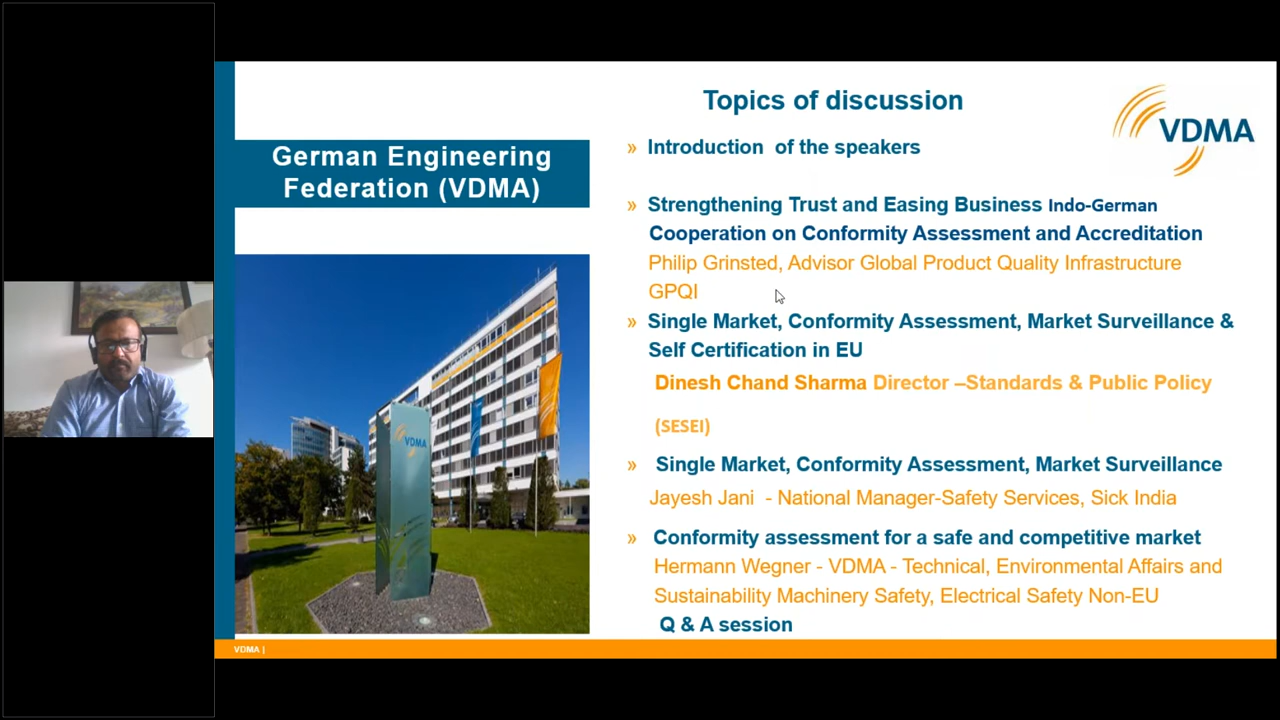 Topics of discussion
VDMA
German Engineering
Federation (VDMA)
» Introduction of the speakers
» Strengthening Trust and Easing Business Indo-German
Cooperation on Conformity Assessment and Accreditation
Philip Grinsted, Advisor Global Product Quality Infrastructure
GPQI
» Single Market, Conformity Assessment, Market Surveillance &
Self Certification in EU
Dinesh Chand Sharma Director –Standards & Public Policy
(SESEI)
» Single Market, Conformity Assessment, Market Surveillance
Jayesh Jani - National Manager-Safety Services, Sick India
» Conformity assessment for a safe and competitive market
Hermann Wegner - VDMA - Technical, Environmental Affairs and
Sustainability Machinery Safety, Electrical Safety Non-EU
Q & A session
VDMA
VDMA |